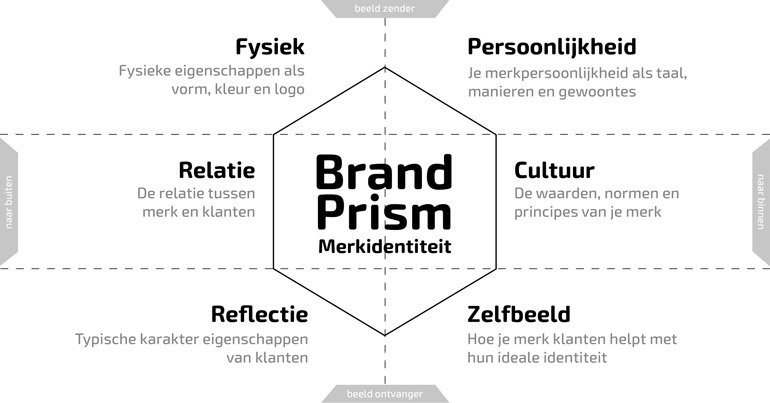 beeld zender
Fysiek
Fysieke eigenschappen als
vorm, kleur en logo
Persoonlijkheid
Je merkpersoonlijkheid als taal,
manieren en gewoontes
naar buiten
Relatie
De relatie tussen
merk en klanten
Brand
Prism
Merkidentiteit
Cultuur
De waarden, normen en
principes van je merk
naar binnen
Reflectie
Typische karakter eigenschappen
van klanten
Zelfbeeld
Hoe je merk klanten helpt met
hun ideale identiteit
beeld ontvanger